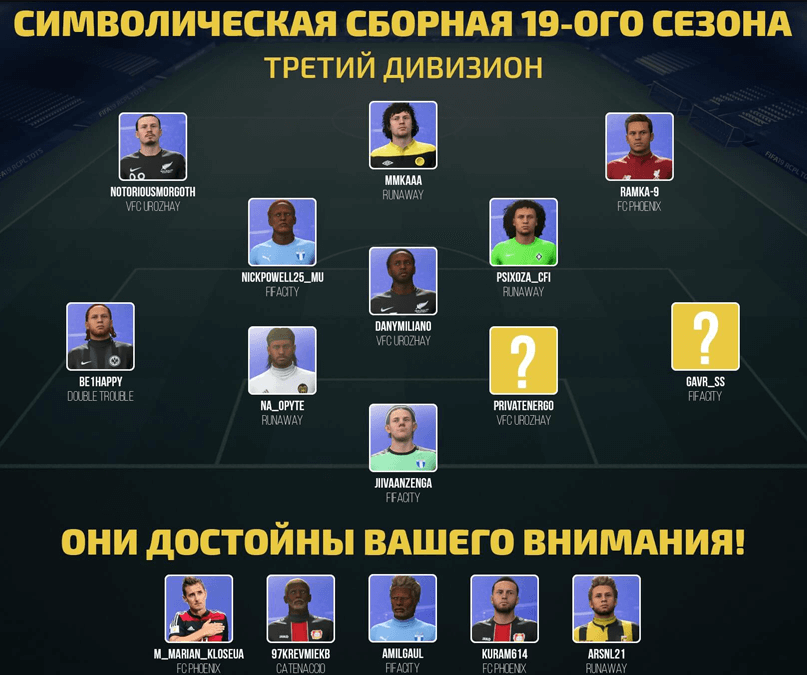 СИМВОЛИЧЕСКАЯ СБОРНАЯ 19-ОГО СЕЗОНА
ТРЕТИЙ ДИВИЗИОН
MMKAAA
RUNAWAY
NOTORIOUSMORGOTH
VFC UROZHAY
RAMKA-9
FC PHOENIX
NICKPOWELL25_MU
FIFACITY
PSIXOZA_CFI
RUNAWAY
DANYMILIANO
VFC UROZHAY
?
?
BE1HAPPY
DOUBLE TROUBLE
GAVR_SS
FIFACITY
NA_OPYTE
RUNAWAY
PRIVATENERGO
VFC UROZHAY
JIIVAANZENGA
FIFACITY
ОНИ ДОСТОЙНЫ ВАШЕГО ВНИМАНИЯ!
M_MARIAN_KLOSEUA
FC PHOENIX
97KREVMIEKB
CATENACCIO
AMILGAUL
FIFACITY
KURAM614
FC PHOENIX
ARSNL21
RUNAWAY